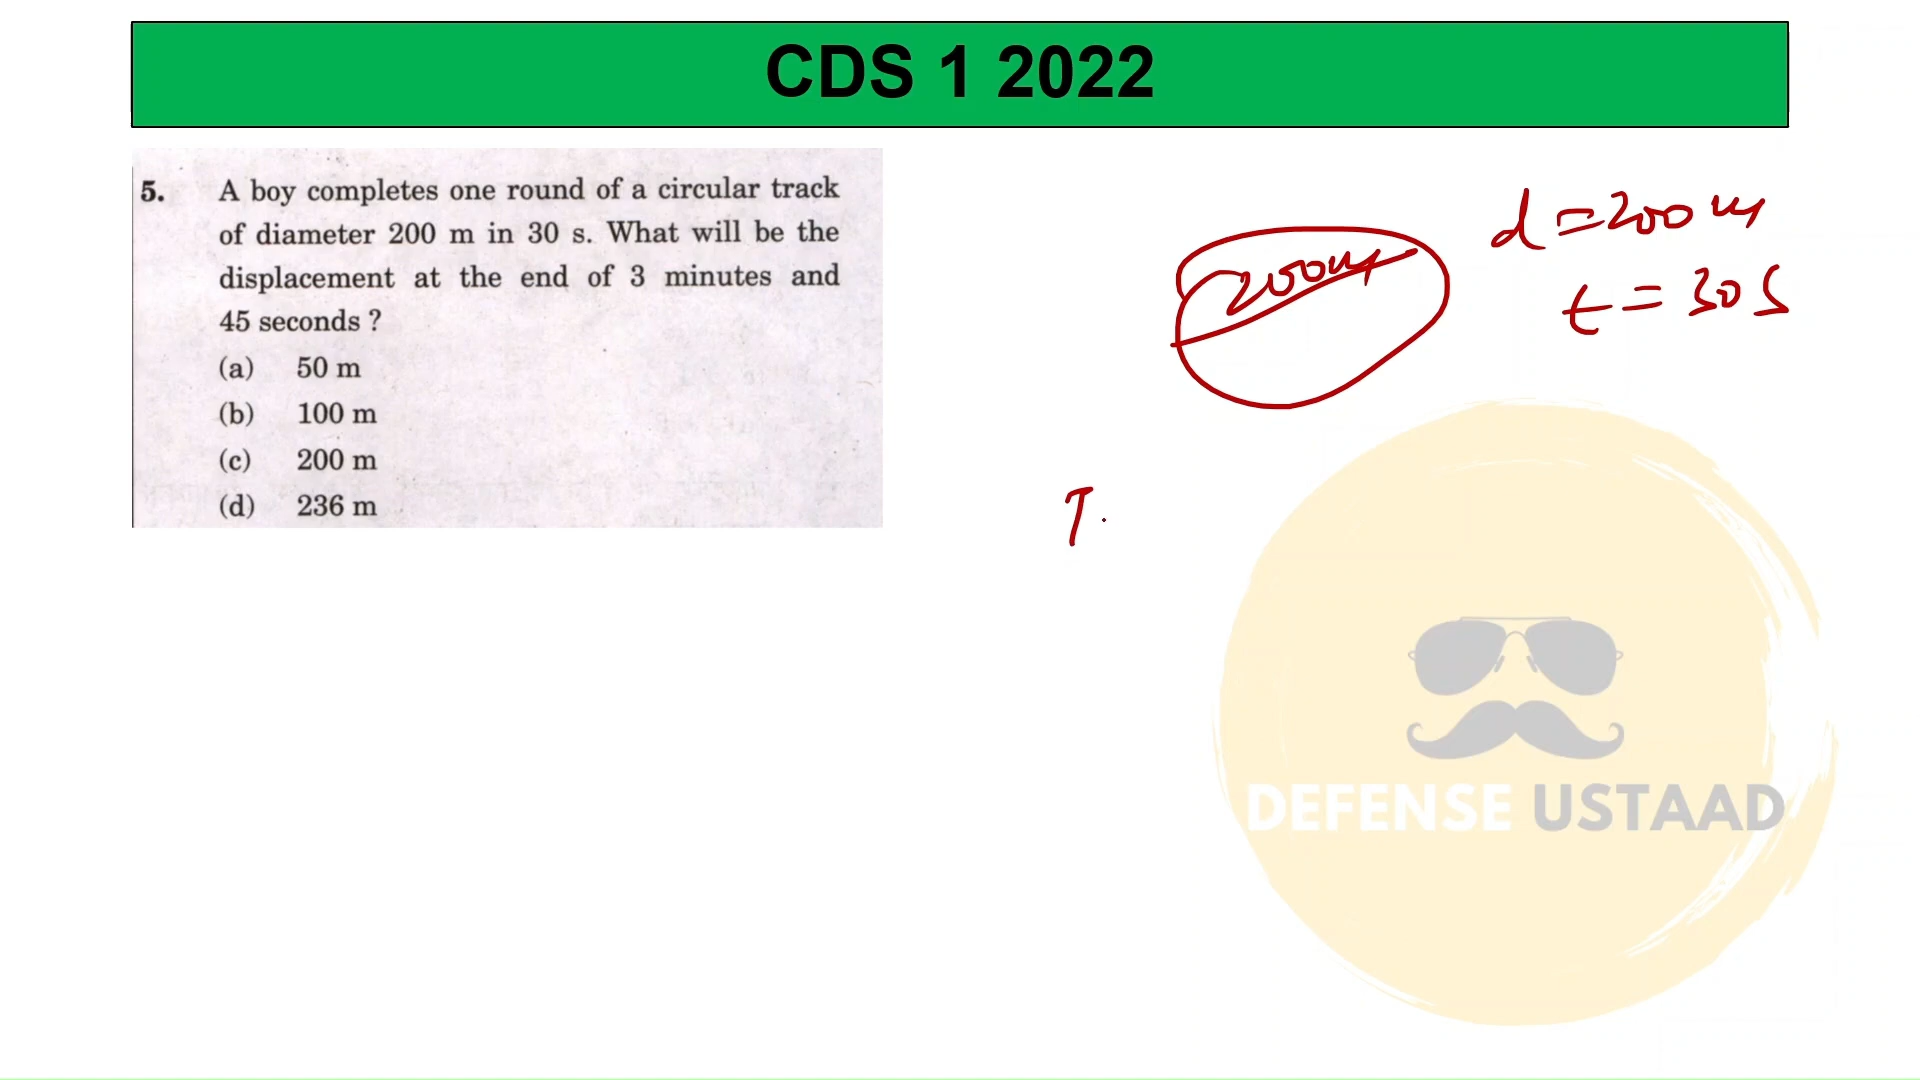 CDS 1 2022
5. A boy completes one round of a circular track
of diameter 200 m in 30 s. What will be the
displacement at the end of 3 minutes and
45 seconds ?
(a) 50 m
(b) 100 m
(c) 200 m
(d) 236 m
200m
d = 200 m
t = 30 S
T.
DEFENSE USTAAD